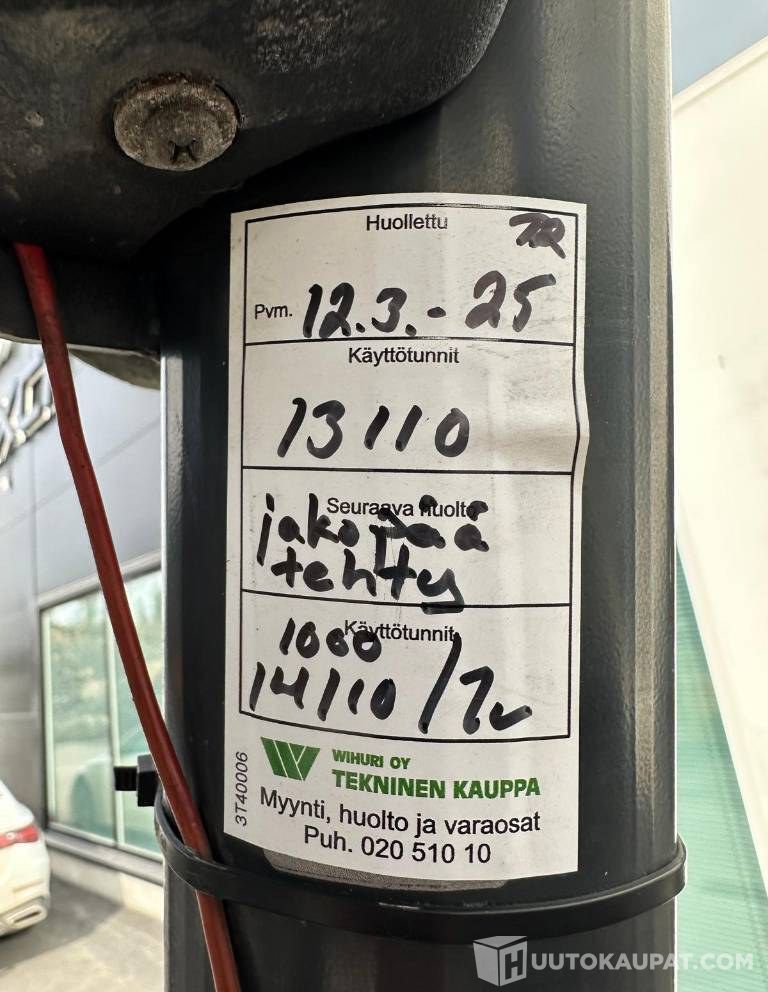 Huollettu
Pvm. 12.3.-25
Käyttötunnit
13110
Seuraava huolto
jakopää
tehty
Käyttötunnit
1000
14110/1v
3T40006
WIHURI OY
TEKNINEN KAUPPA
Myynti, huolto ja varaosat
Puh. 020 510 10
HUUTOKAUPAT.COM